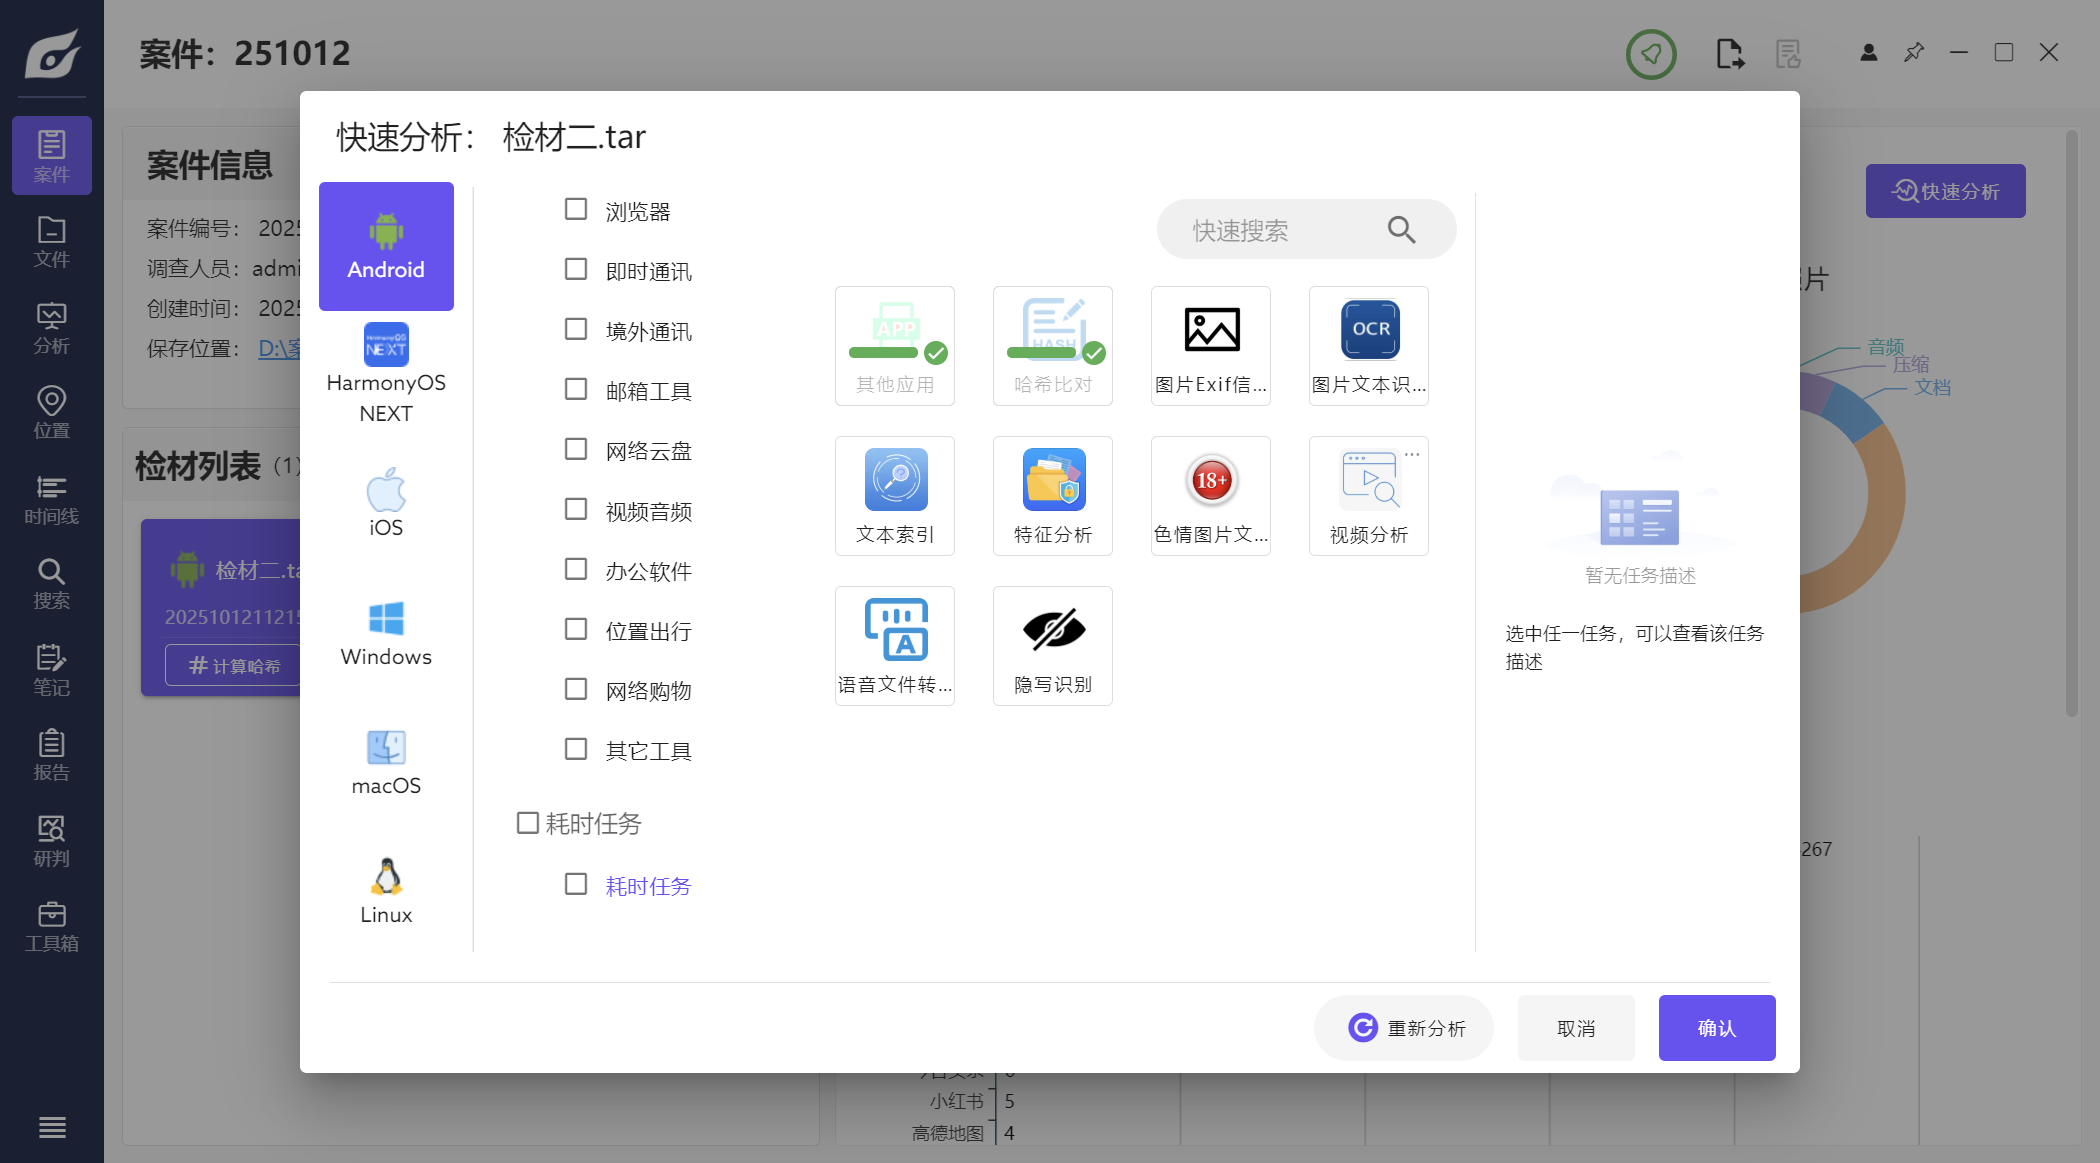 案件：251012
案件
文件
分析
位置
时间线
搜索
笔记
报告
研判
工具箱
案件信息
案件编号： 2025
调查人员：admi
创建时间： 2025
保存位置： D:\案
检材列表（1）
检材二.ta
2025101211215
计算哈希
快速分析
照片
音频
压缩
文档
267
小红书 5
高德地图 4
快速分析： 检材二.tar
Android
HarmonyOS NEXT
HarmonyOS
NEXT
iOS
Windows
macOS
Linux
浏览器
即时通讯
境外通讯
邮箱工具
网络云盘
视频音频
办公软件
位置出行
网络购物
其它工具
耗时任务
耗时任务
快速搜索
APP
其他应用
HASH
哈希比对
图片Exif信...
OCR
图片文本识...
文本索引
特征分析
18+
色情图片文...
...
视频分析
A
语音文件转...
隐写识别
暂无任务描述
选中任一任务，可以查看该任务
描述
重新分析
取消
确认